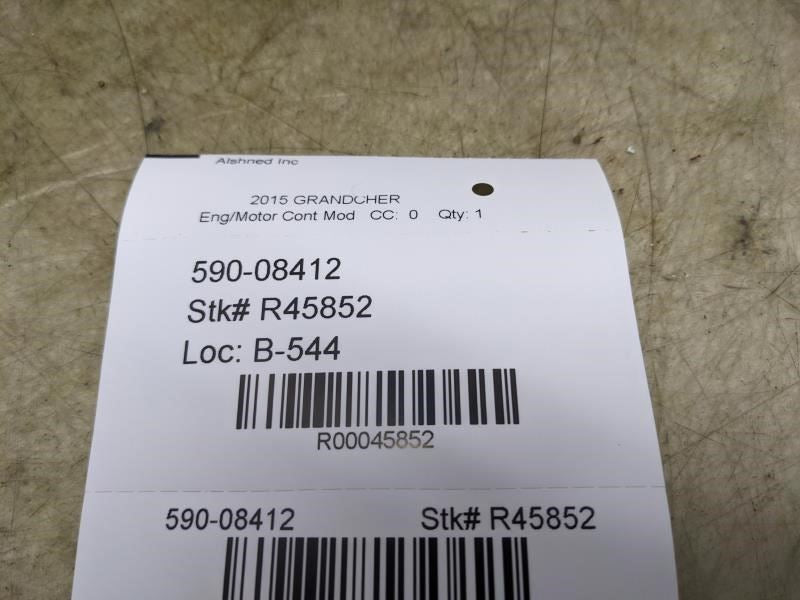 Alshned Inc
2015 GRANDCHER
Eng/Motor Cont Mod CC: 0 Qty: 1
590-08412
Stk# R45852
Loc: B-544
R00045852
590-08412 Stk# R45852